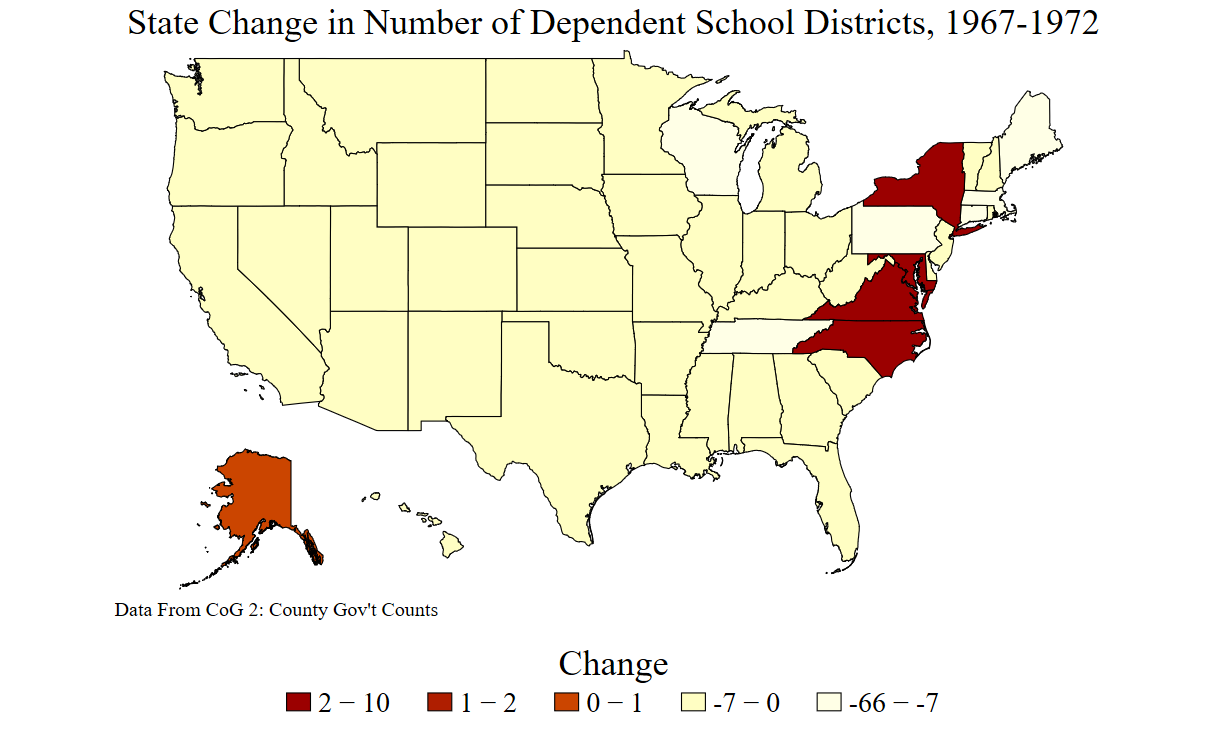 State Change in Number of Dependent School Districts, 1967-1972
Data From CoG 2: County Gov't Counts
Change
2 − 10 1 − 2 0 − 1 -7 − 0 -66 − -7